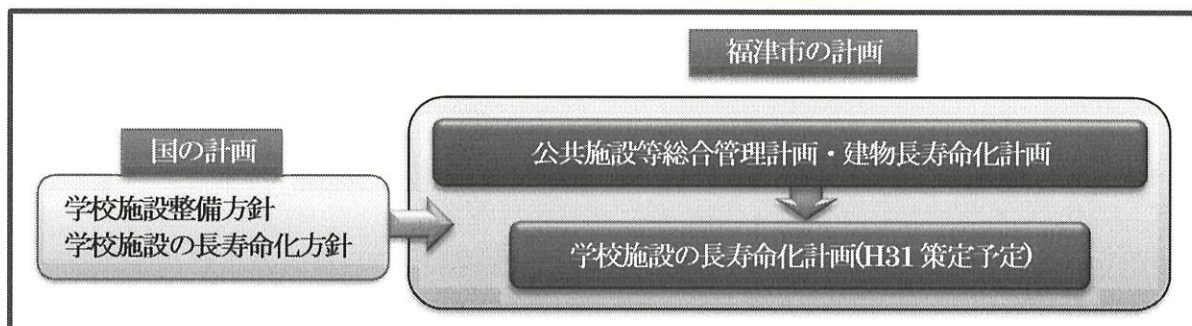 福津市の計画
国の計画
公共施設等総合管理計画・建物長寿命化計画
学校施設整備方針
学校施設の長寿命化方針
学校施設の長寿命化計画(H31 策定予定)